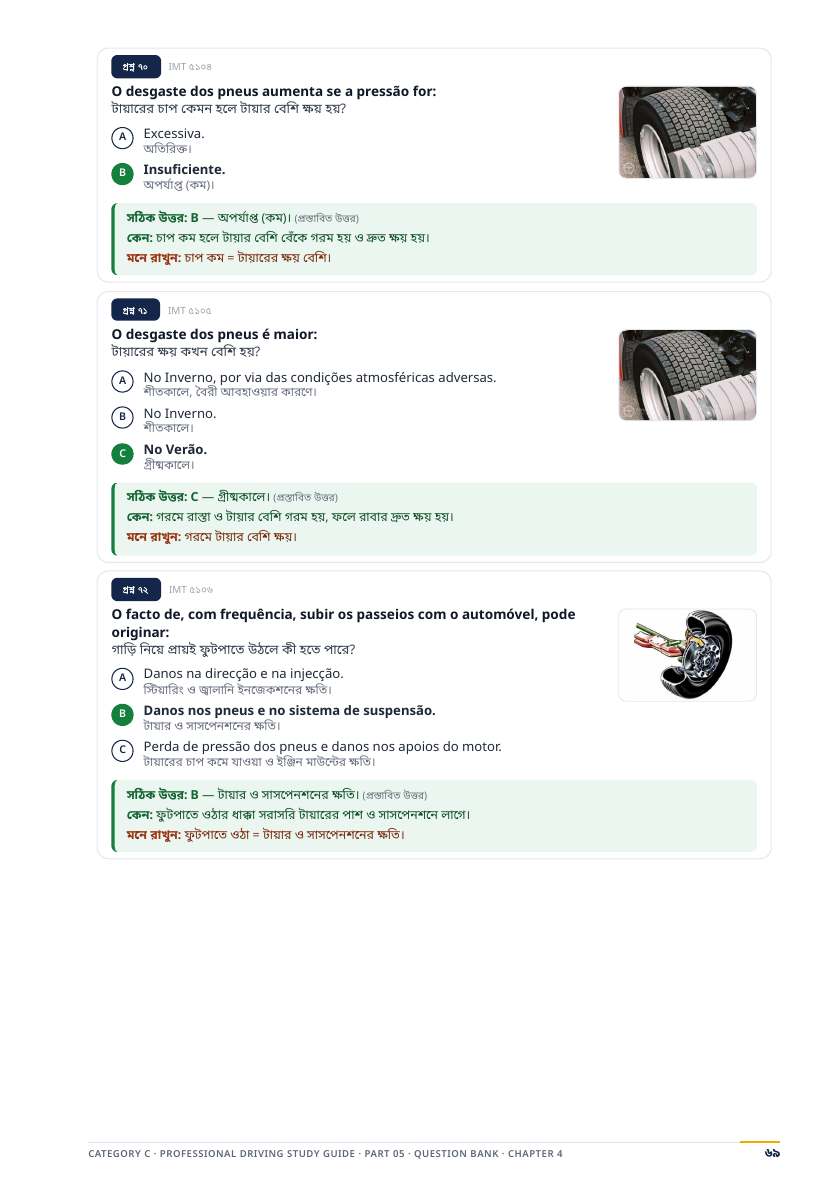 প্রশ্ন ৭০ IMT ৫১০৪
O desgaste dos pneus aumenta se a pressão for:
টায়ারের চাপ কেমন হলে টায়ার বেশি ক্ষয় হয়?
A Excessiva.
অতিরিক্ত।
B Insuficiente.
অপর্যাপ্ত (কম)।
সঠিক উত্তর: B — অপর্যাপ্ত (কম)। (প্রস্তাবিত উত্তর)
কেন: চাপ কম হলে টায়ার বেশি বেঁকে গরম হয় ও দ্রুত ক্ষয় হয়।
মনে রাখুন: চাপ কম = টায়ারের ক্ষয় বেশি।
প্রশ্ন ৭১ IMT ৫১০৫
O desgaste dos pneus é maior:
টায়ারের ক্ষয় কখন বেশি হয়?
A No Inverno, por via das condições atmosféricas adversas.
শীতকালে, বৈরী আবহাওয়ার কারণে।
B No Inverno.
শীতকালে।
C No Verão.
গ্রীষ্মকালে।
সঠিক উত্তর: C — গ্রীষ্মকালে। (প্রস্তাবিত উত্তর)
কেন: গরমে রাস্তা ও টায়ার বেশি গরম হয়, ফলে রাবার দ্রুত ক্ষয় হয়।
মনে রাখুন: গরমে টায়ার বেশি ক্ষয়।
প্রশ্ন ৭২ IMT ৫১০৬
O facto de, com frequência, subir os passeios com o automóvel, pode
originar:
গাড়ি নিয়ে প্রায়ই ফুটপাতে উঠলে কী হতে পারে?
A Danos na direcção e na injecção.
স্টিয়ারিং ও জ্বালানি ইনজেকশনের ক্ষতি।
B Danos nos pneus e no sistema de suspensão.
টায়ার ও সাসপেনশনের ক্ষতি।
C Perda de pressão dos pneus e danos nos apoios do motor.
টায়ারের চাপ কমে যাওয়া ও ইঞ্জিন মাউন্টের ক্ষতি।
সঠিক উত্তর: B — টায়ার ও সাসপেনশনের ক্ষতি। (প্রস্তাবিত উত্তর)
কেন: ফুটপাতে ওঠার ধাক্কা সরাসরি টায়ারের পাশ ও সাসপেনশনে লাগে।
মনে রাখুন: ফুটপাতে ওঠা = টায়ার ও সাসপেনশনের ক্ষতি।
CATEGORY C · PROFESSIONAL DRIVING STUDY GUIDE · PART 05 · QUESTION BANK · CHAPTER 4 ৬৯